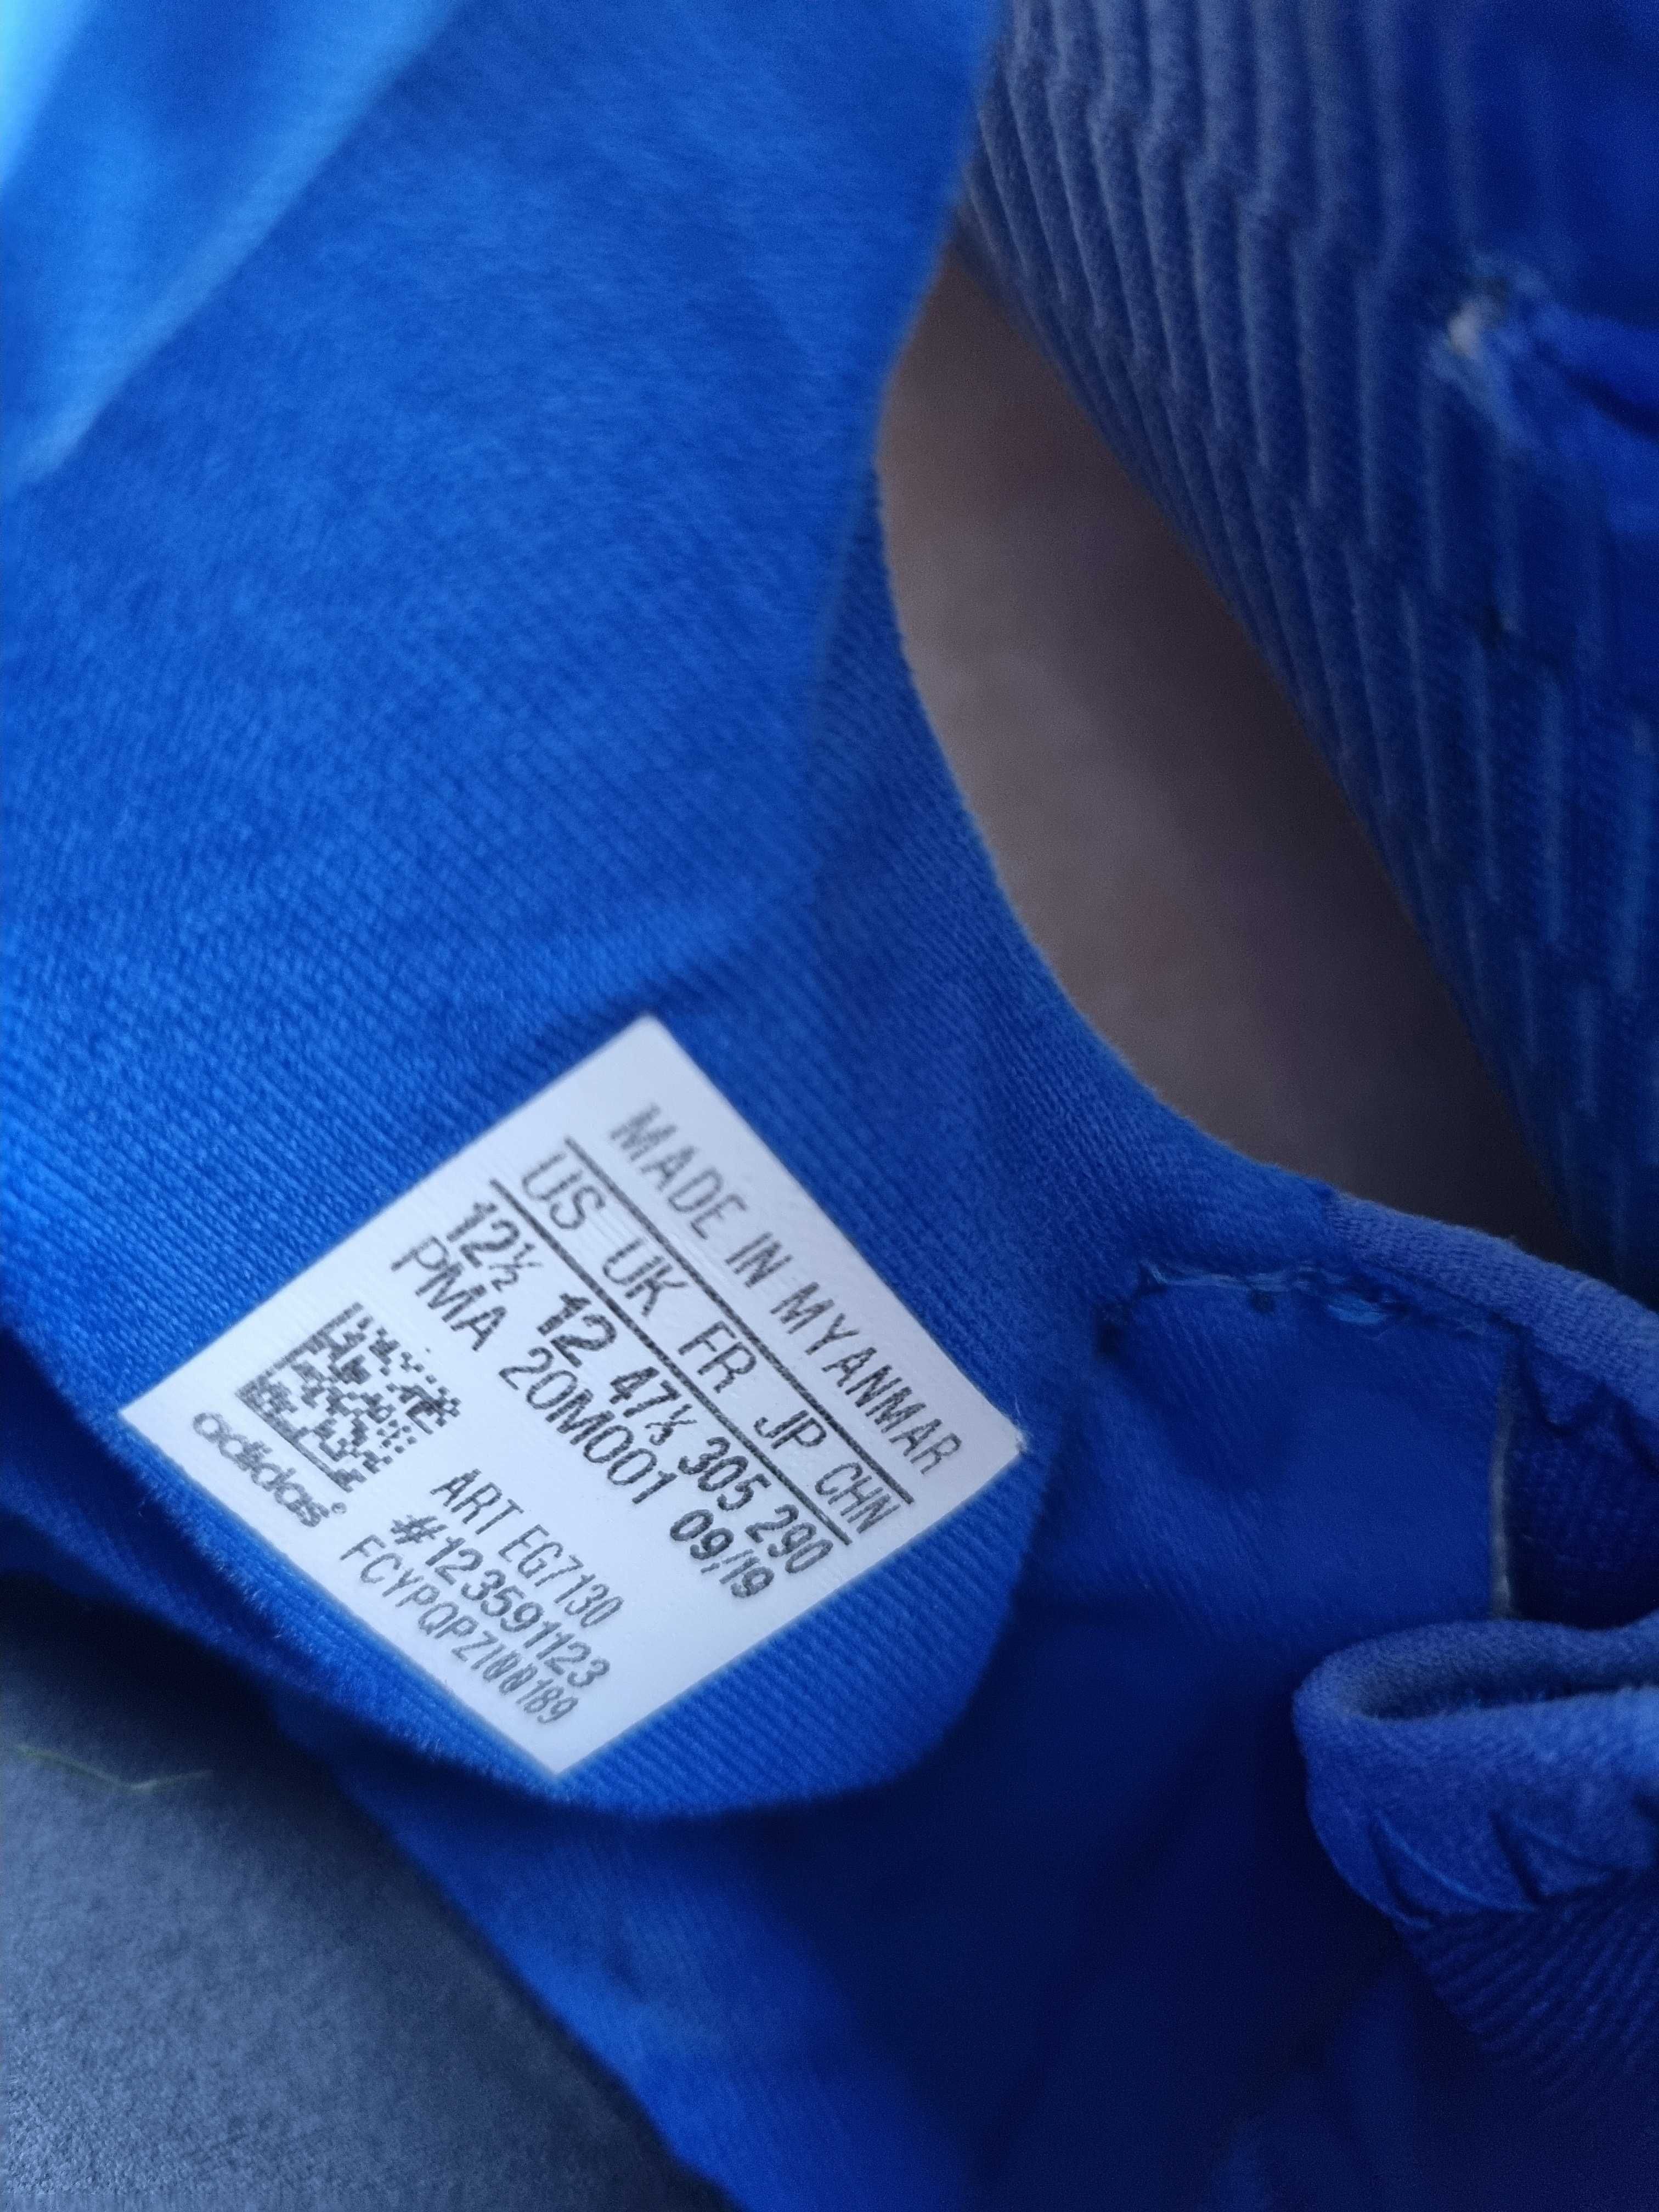 MADE IN MYANMAR
US UK FR JP CHN
12½ 12 47⅓ 305 290
PMA 20M001 09/19
ART EG7130
#123591123
FCYPQPZ100189
adidas®